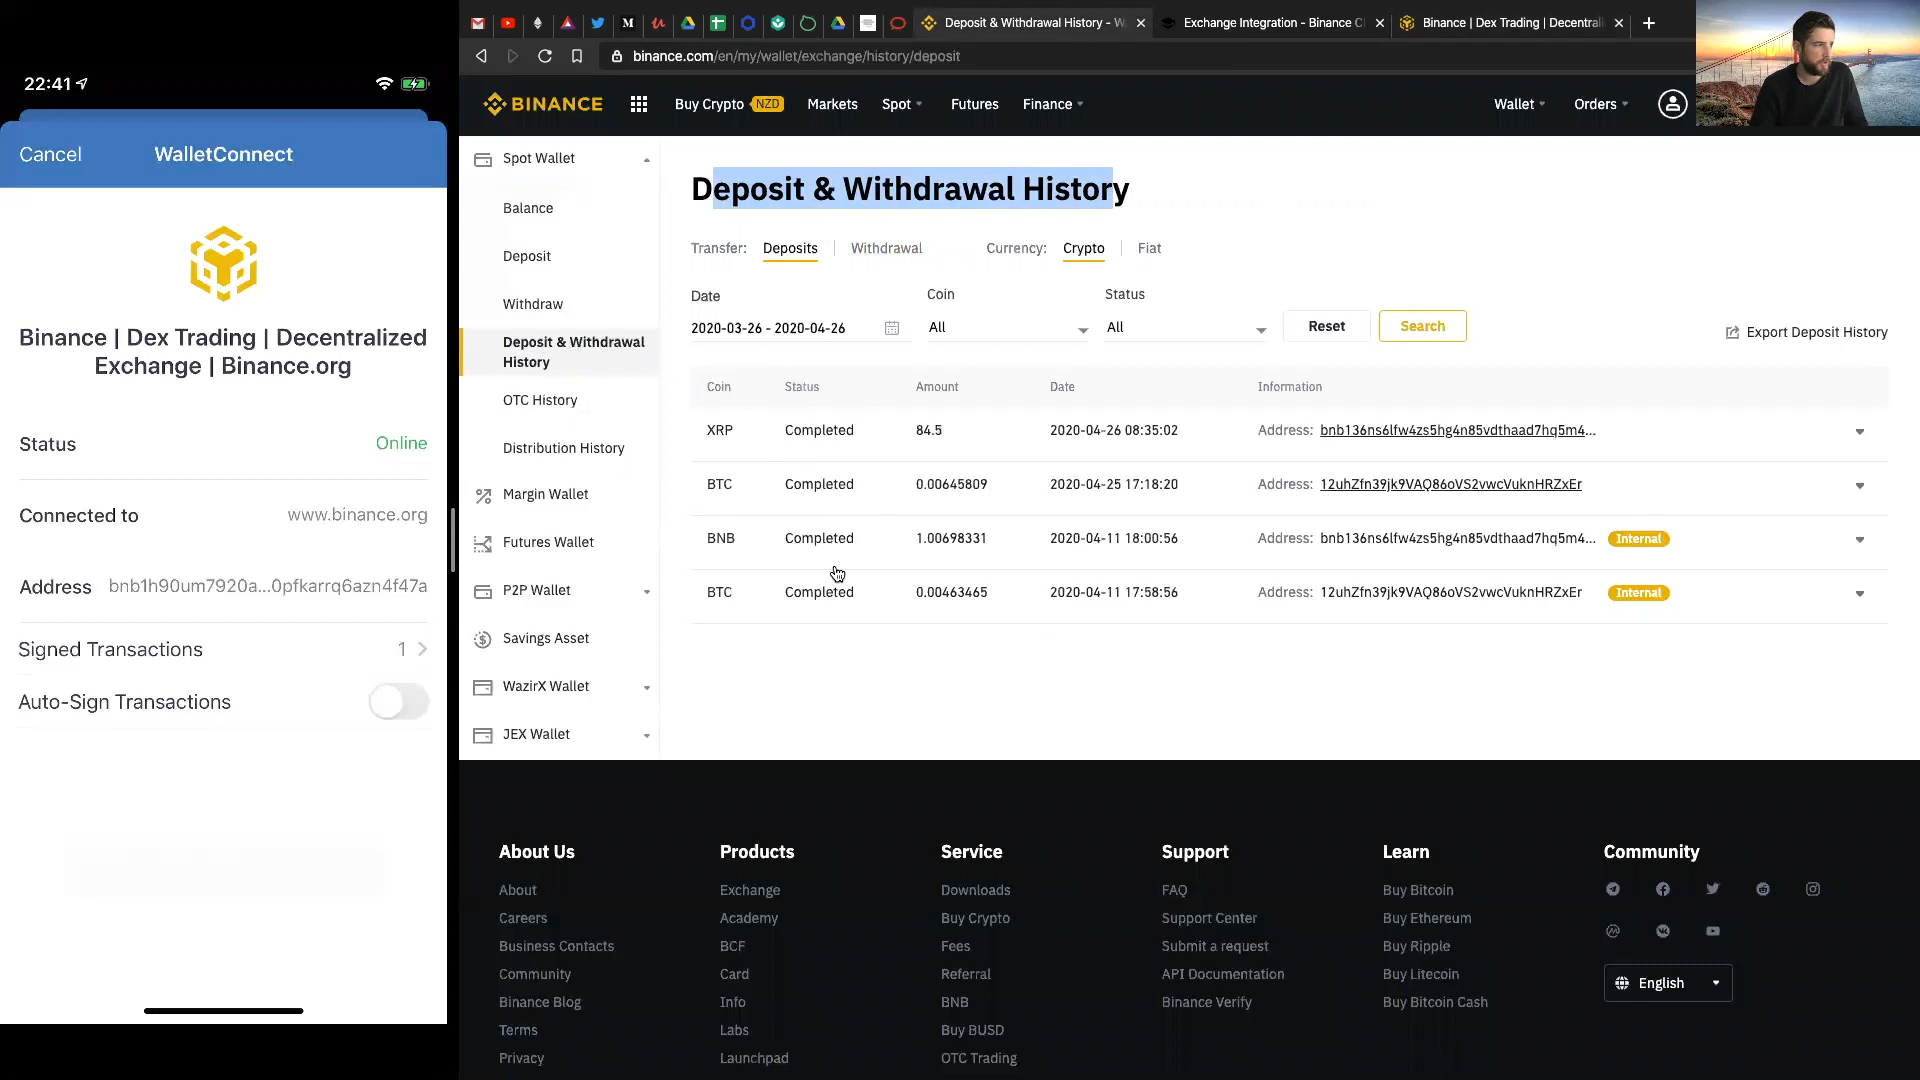 22:41
Cancel
WalletConnect
Binance | Dex Trading | Decentralized
Exchange | Binance.org
Status
Online
Connected to
www.binance.org
Address
bnb1h90um7920a...0pfkarrq6azn4f47a
Signed Transactions
1
Auto-Sign Transactions
Deposit & Withdrawal History - W
Exchange Integration - Binance C
Binance | Dex Trading | Decentrali
binance.com/en/my/wallet/exchange/history/deposit
BINANCE
Buy Crypto NZD
Markets
Spot
Futures
Finance
Wallet
Orders
Spot Wallet
Balance
Deposit
Withdraw
Deposit & Withdrawal
History
OTC History
Distribution History
Margin Wallet
Futures Wallet
P2P Wallet
Savings Asset
WazirX Wallet
JEX Wallet
Deposit & Withdrawal History
Transfer: Deposits Withdrawal Currency: Crypto Fiat
Date Coin Status
2020-03-26 - 2020-04-26 All All Reset Search Export Deposit History
Coin Status Amount Date Information
XRP Completed 84.5 2020-04-26 08:35:02 Address: bnb136ns6lfw4zs5hg4n85vdthaad7hq5m4...
BTC Completed 0.00645809 2020-04-25 17:18:20 Address: 12uhZfn39jk9VAQ86oVS2vwcVuknHRZxEr
BNB Completed 1.00698331 2020-04-11 18:00:56 Address: bnb136ns6lfw4zs5hg4n85vdthaad7hq5m4... Internal
BTC Completed 0.00463465 2020-04-11 17:58:56 Address: 12uhZfn39jk9VAQ86oVS2vwcVuknHRZxEr Internal
About Us
About
Careers
Business Contacts
Community
Binance Blog
Terms
Privacy
Products
Exchange
Academy
BCF
Card
Info
Labs
Launchpad
Service
Downloads
Buy Crypto
Fees
Referral
BNB
Buy BUSD
OTC Trading
Support
FAQ
Support Center
Submit a request
API Documentation
Binance Verify
Learn
Buy Bitcoin
Buy Ethereum
Buy Ripple
Buy Litecoin
Buy Bitcoin Cash
Community
English